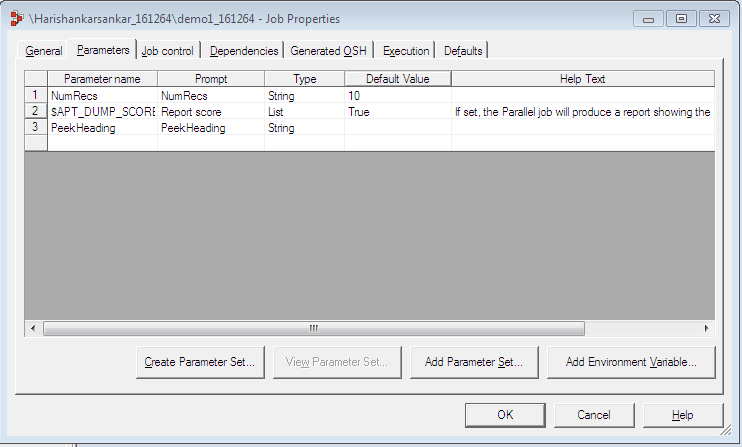 \Harishankarsankar_161264\demo1_161264 - Job Properties
General Parameters Job control Dependencies Generated OSH Execution Defaults
Parameter name Prompt Type Default Value Help Text
1 NumRecs NumRecs String 10
2 $APT_DUMP_SCORE Report score List True If set, the Parallel job will produce a report showing the
3 PeekHeading PeekHeading String
Create Parameter Set... View Parameter Set... Add Parameter Set... Add Environment Variable...
OK Cancel Help